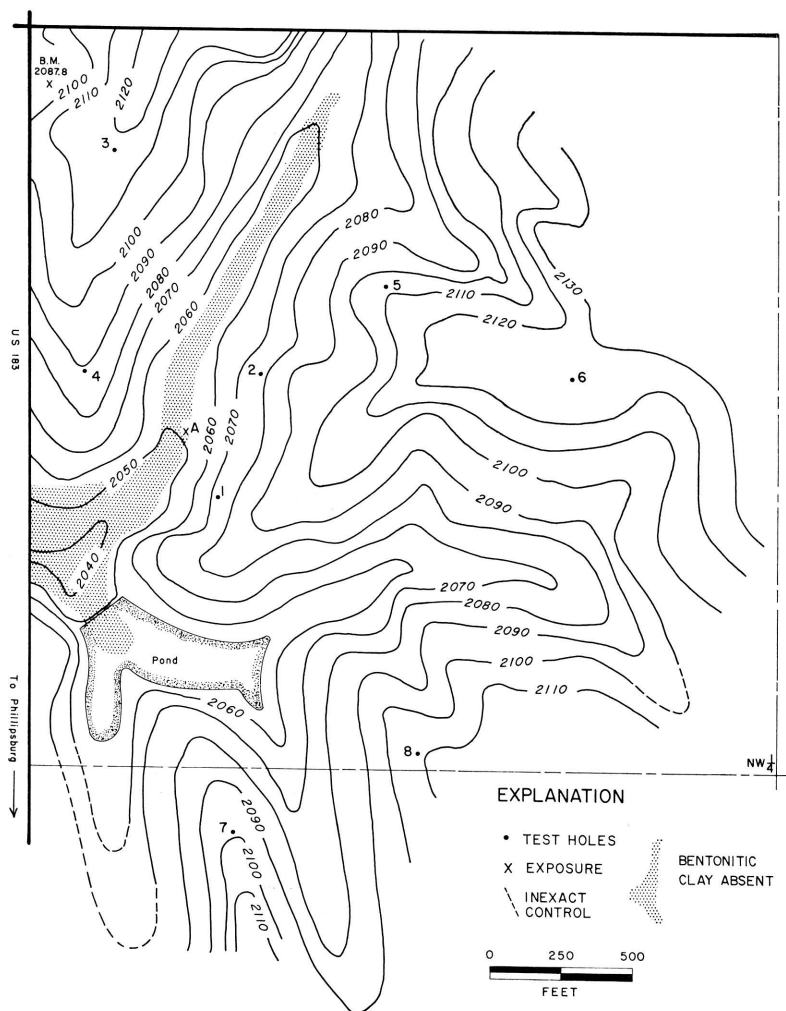 B.M.
2087.8
X
2100
2110
2120
3
2080
2100
2090
2090
2080
2070
2060
5
2110
2130
2120
US 183
4
2
6
XA
2060
2070
2100
2050
1
2090
2040
2070
2080
2090
Pond
2100
2110
2060
To Phillipsburg
8
NW 1/4
7
2090
2100
2110
EXPLANATION
• TEST HOLES
X EXPOSURE
INEXACT
CONTROL
BENTONITIC
CLAY ABSENT
0 250 500
FEET